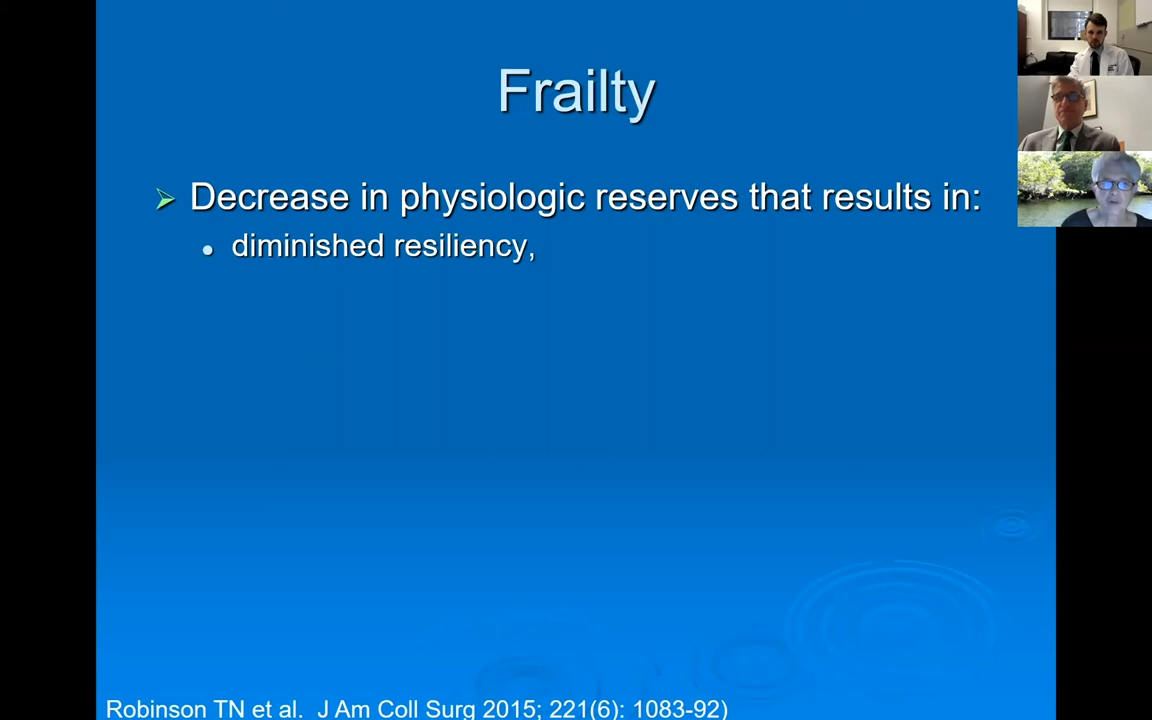 Frailty
Decrease in physiologic reserves that results in:
diminished resiliency,
Robinson TN et al. J Am Coll Surg 2015; 221(6): 1083-92)